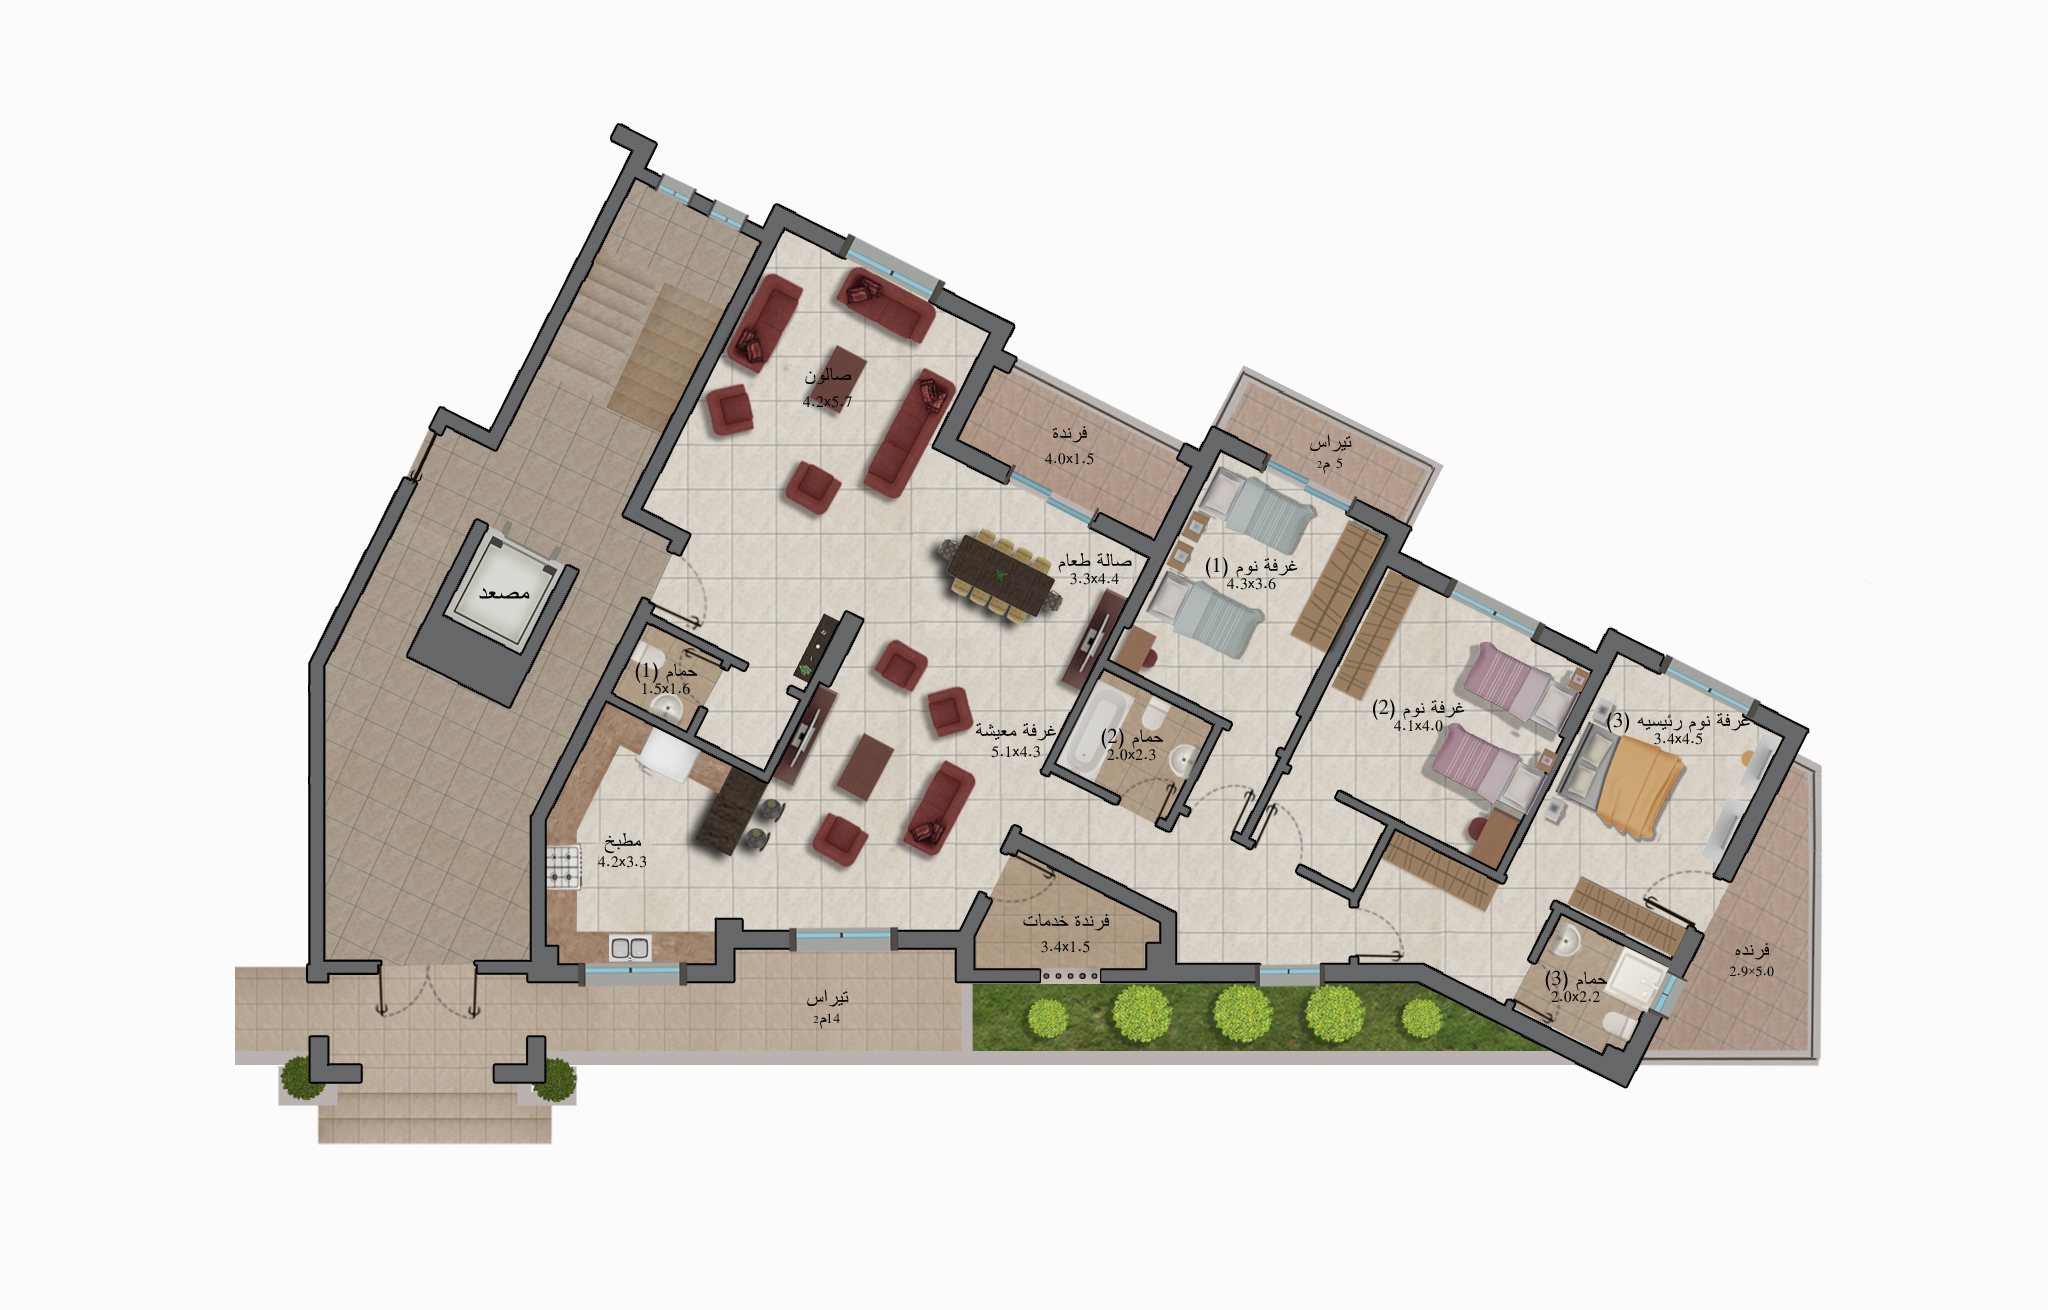 صالون
4.2x5.7
فرندة
4.0x1.5
تيراس
5 م2
صالة طعام
3.3x4.4
غرفة نوم (1)
4.3x3.6
مصعد
حمام (1)
1.5x1.6
غرفة معيشة
5.1x4.3
حمام (2)
2.0x2.3
غرفة نوم (2)
4.1x4.0
غرفة نوم رئيسيه (3)
3.4x4.5
مطبخ
4.2x3.3
فرندة خدمات
3.4x1.5
فرنده
2.9×5.0
حمام (3)
2.0x2.2
تيراس
14م2